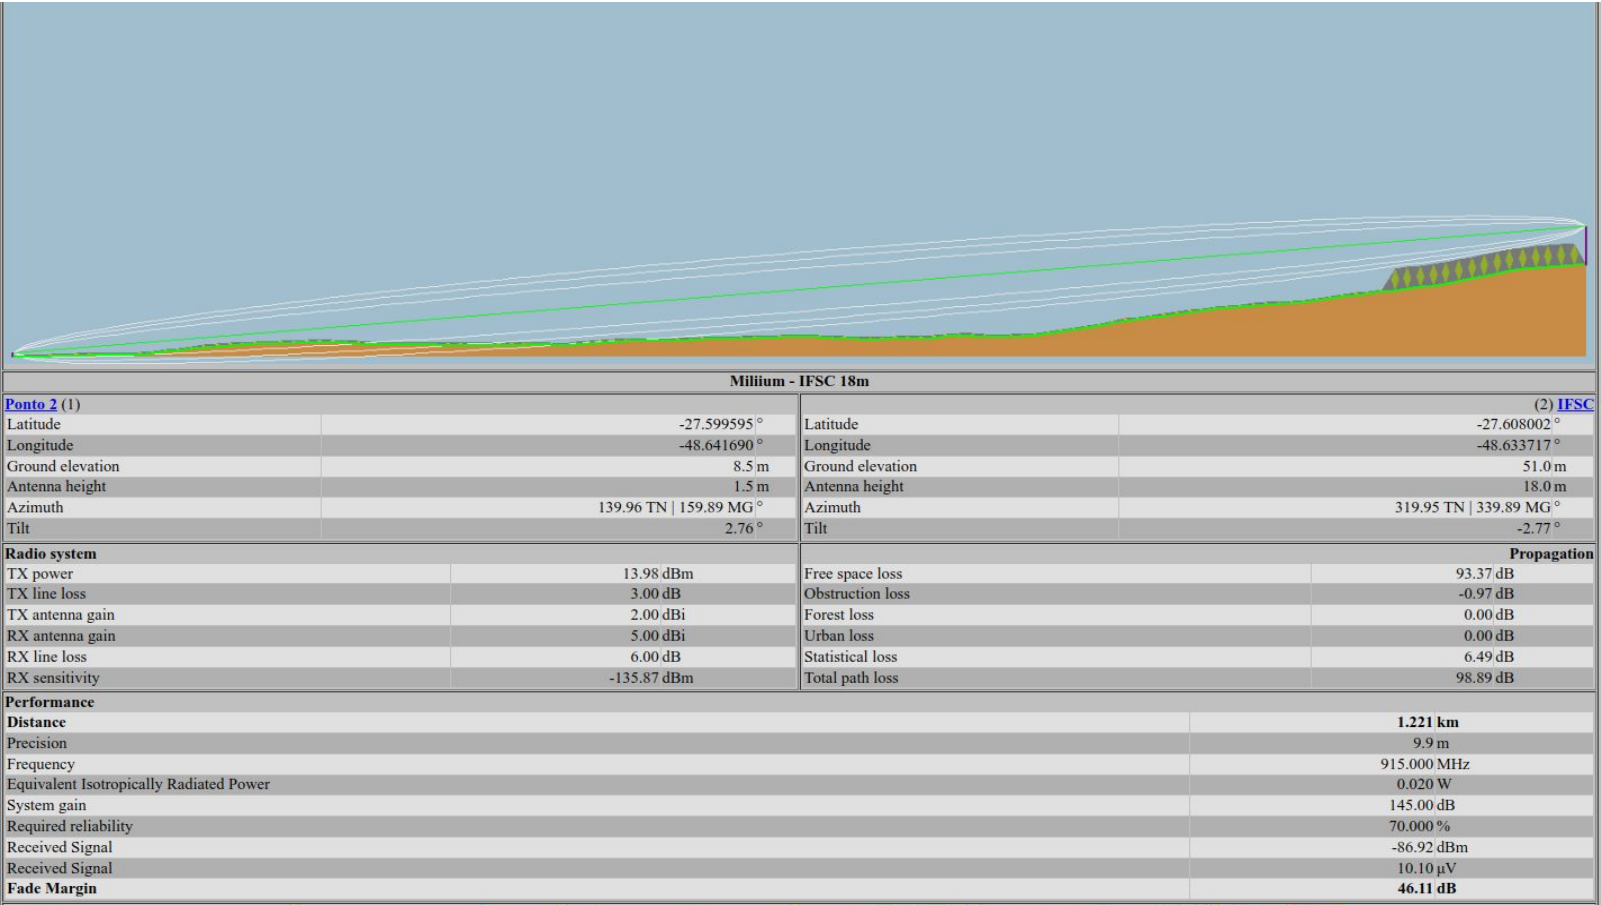 Miliium - IFSC 18m
Ponto 2 (1) (2) IFSC
Latitude -27.599595 ° Latitude -27.608002 °
Longitude -48.641690 ° Longitude -48.633717 °
Ground elevation 8.5 m Ground elevation 51.0 m
Antenna height 1.5 m Antenna height 18.0 m
Azimuth 139.96 TN | 159.89 MG ° Azimuth 319.95 TN | 339.89 MG °
Tilt 2.76 ° Tilt -2.77 °
Radio system Propagation
TX power 13.98 dBm Free space loss 93.37 dB
TX line loss 3.00 dB Obstruction loss -0.97 dB
TX antenna gain 2.00 dBi Forest loss 0.00 dB
RX antenna gain 5.00 dBi Urban loss 0.00 dB
RX line loss 6.00 dB Statistical loss 6.49 dB
RX sensitivity -135.87 dBm Total path loss 98.89 dB
Performance
Distance 1.221 km
Precision 9.9 m
Frequency 915.000 MHz
Equivalent Isotropically Radiated Power 0.020 W
System gain 145.00 dB
Required reliability 70.000 %
Received Signal -86.92 dBm
Received Signal 10.10 µV
Fade Margin 46.11 dB